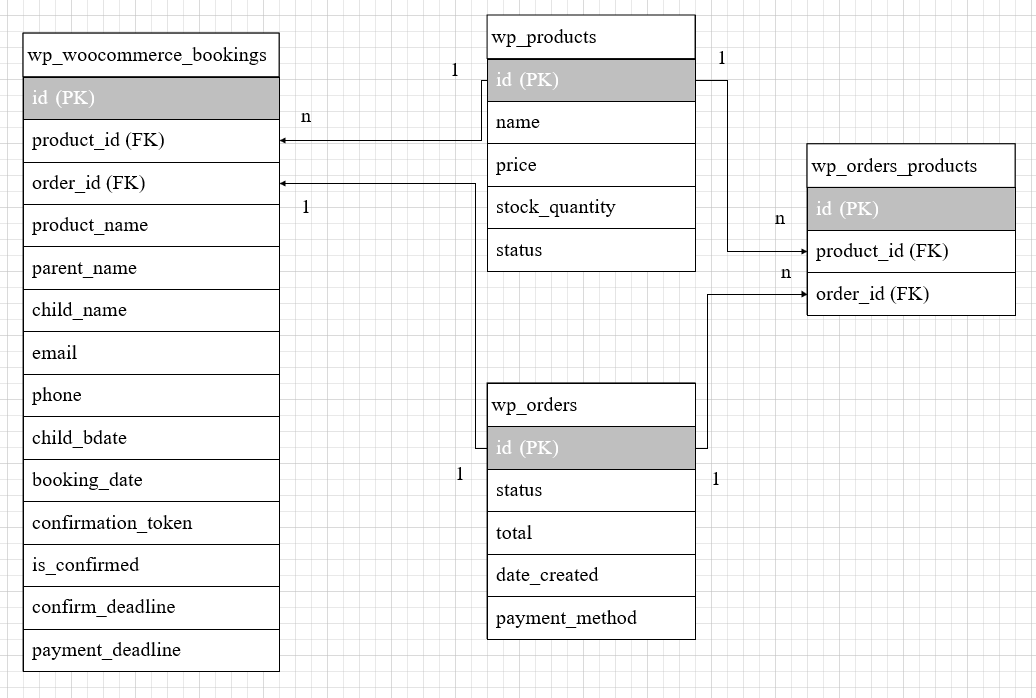 wp_woocommerce_bookings
id (PK)
product_id (FK)
order_id (FK)
product_name
parent_name
child_name
email
phone
child_bdate
booking_date
confirmation_token
is_confirmed
confirm_deadline
payment_deadline
n
1
1
1
wp_products
id (PK)
name
price
stock_quantity
status
1
n
n
wp_orders_products
id (PK)
product_id (FK)
order_id (FK)
wp_orders
id (PK)
status
total
date_created
payment_method
1